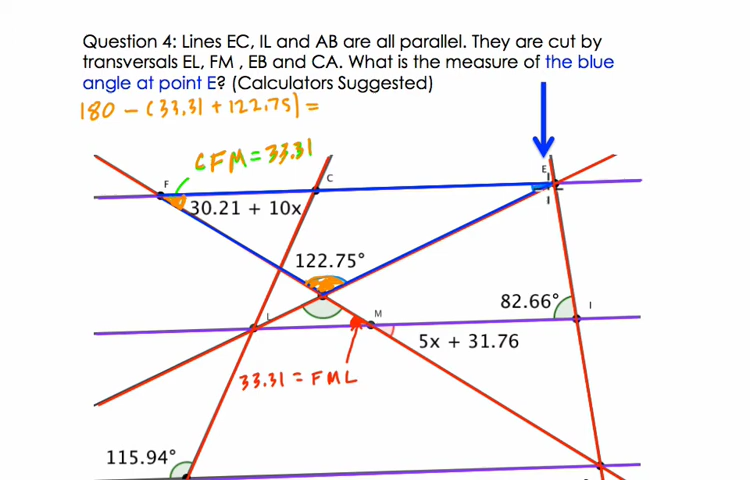 Question 4: Lines EC, IL and AB are all parallel. They are cut by
transversals EL, FM , EB and CA. What is the measure of the blue
angle at point E? (Calculators Suggested)
180 - (33.31 + 122.75) =
CFM = 33.31
F
C
E
30.21 + 10x
122.75°
82.66°
I
L
M
5x + 31.76
33.31 = FML
115.94°